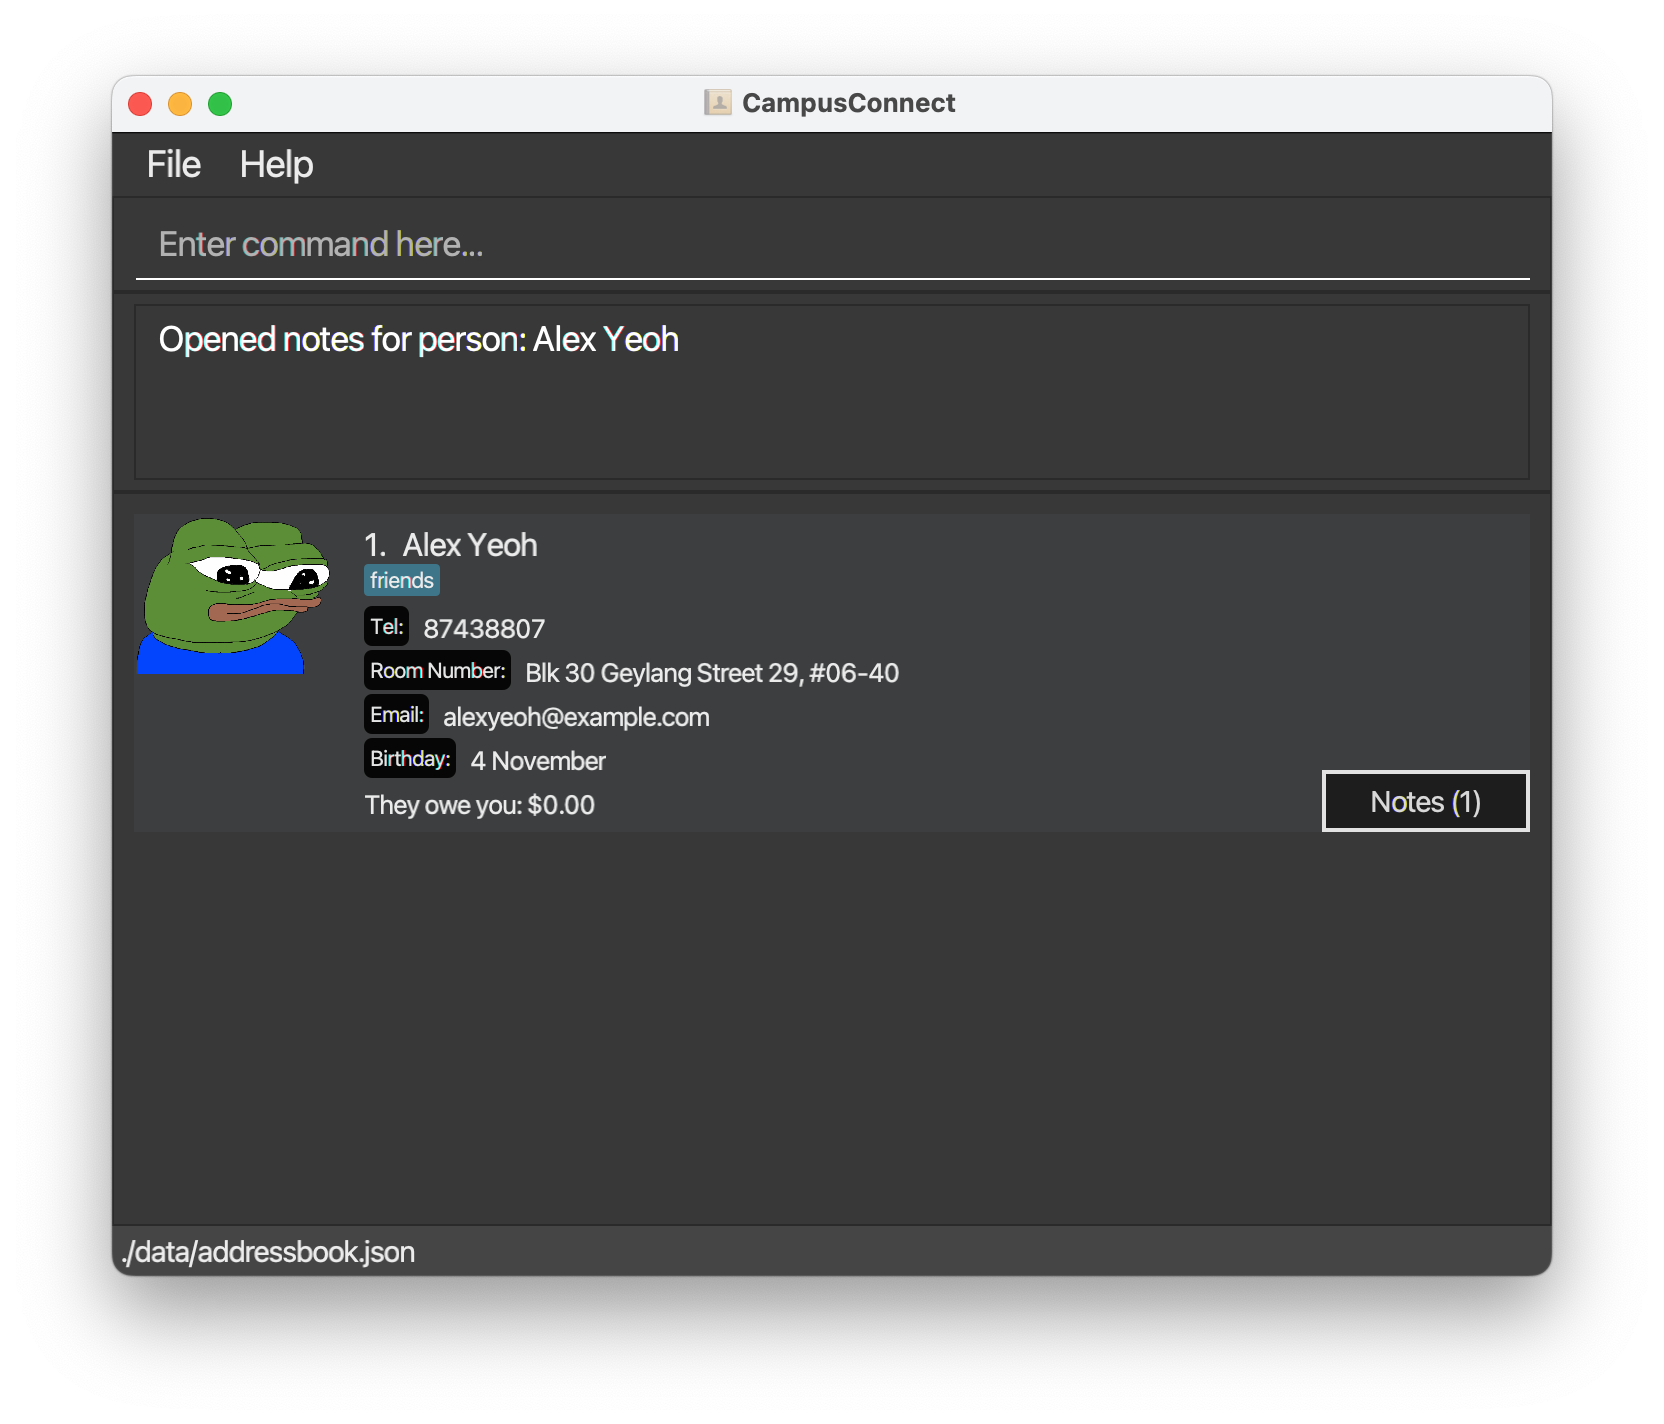 CampusConnect
File Help
Enter command here...
Opened notes for person: Alex Yeoh
1. Alex Yeoh
friends
Tel: 87438807
Room Number: Blk 30 Geylang Street 29, #06-40
Email: alexyeoh@example.com
Birthday: 4 November
They owe you: $0.00
Notes (1)
./data/addressbook.json